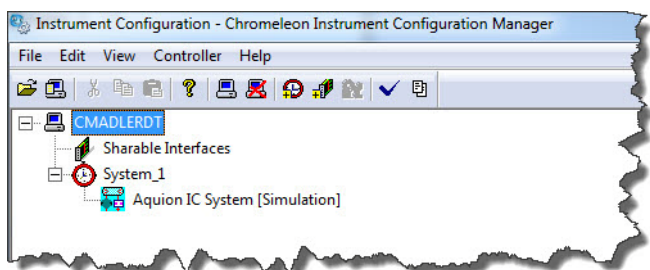 Instrument Configuration - Chromeleon Instrument Configuration Manager
File Edit View Controller Help
CMADLERDT
Sharable Interfaces
System_1
Aquion IC System [Simulation]